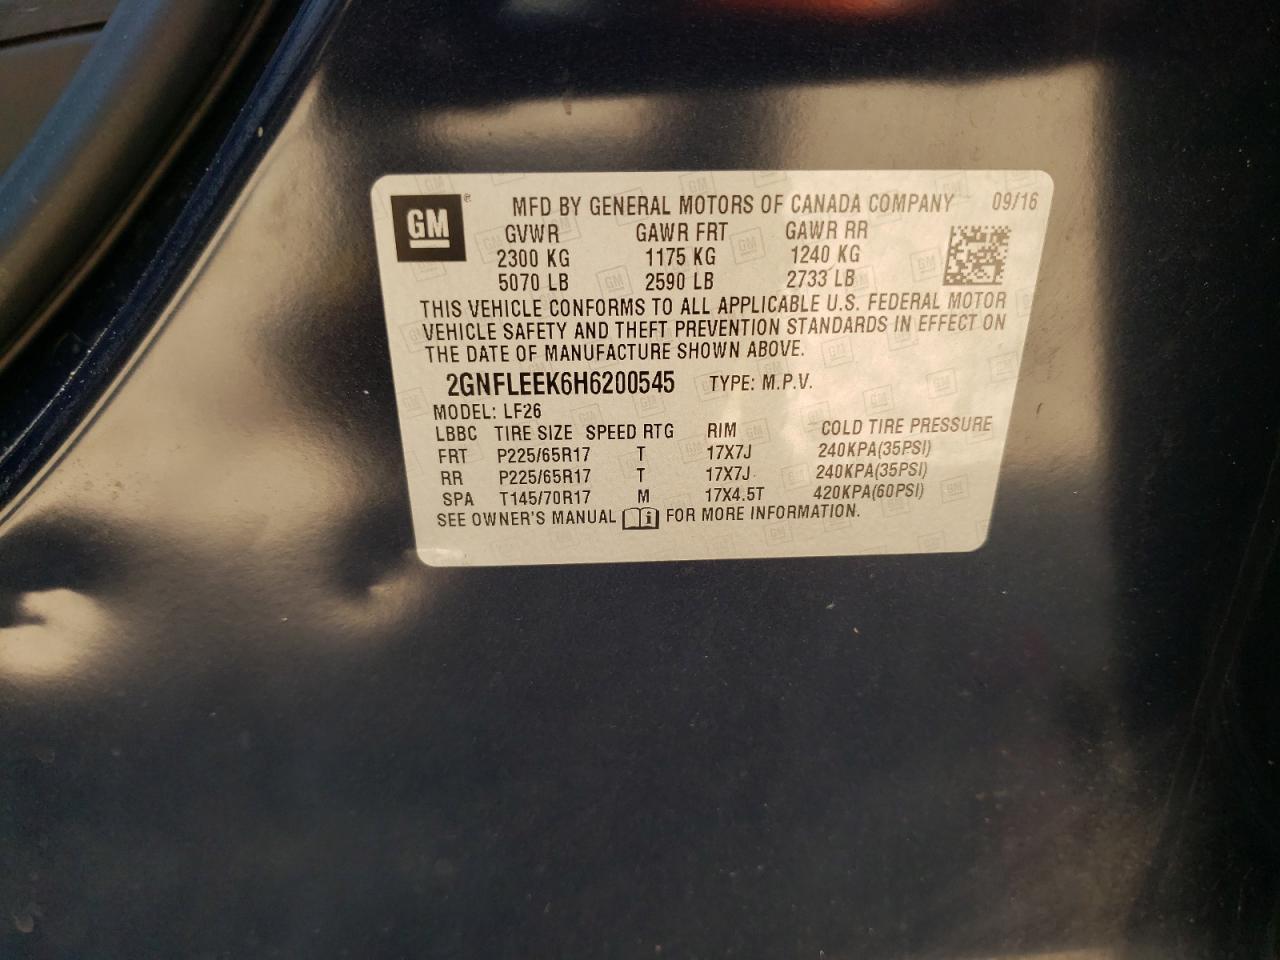 GM ® MFD BY GENERAL MOTORS OF CANADA COMPANY 09/16
GVWR GAWR FRT GAWR RR
2300 KG 1175 KG 1240 KG
5070 LB 2590 LB 2733 LB
THIS VEHICLE CONFORMS TO ALL APPLICABLE U.S. FEDERAL MOTOR
VEHICLE SAFETY AND THEFT PREVENTION STANDARDS IN EFFECT ON
THE DATE OF MANUFACTURE SHOWN ABOVE.
2GNFLEEK6H6200545 TYPE: M.P.V.
MODEL: LF26
LBBC TIRE SIZE SPEED RTG RIM COLD TIRE PRESSURE
FRT P225/65R17 T 17X7J 240KPA(35PSI)
RR P225/65R17 T 17X7J 240KPA(35PSI)
SPA T145/70R17 M 17X4.5T 420KPA(60PSI)
SEE OWNER'S MANUAL FOR MORE INFORMATION.